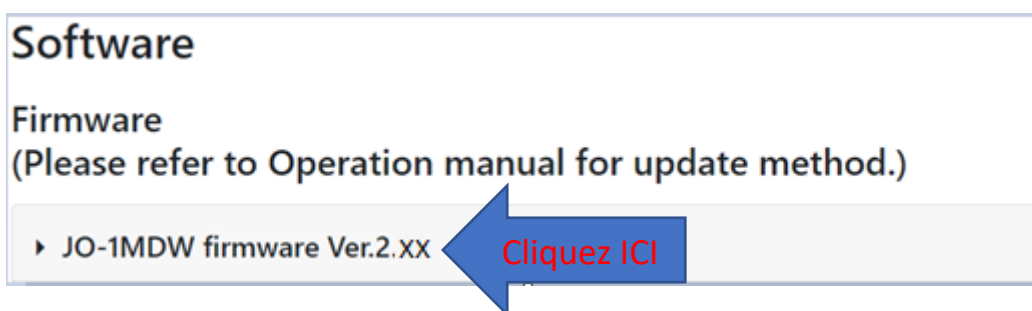 Software
Firmware
(Please refer to Operation manual for update method.)
JO-1MDW firmware Ver.2.XX
Cliquez ICI